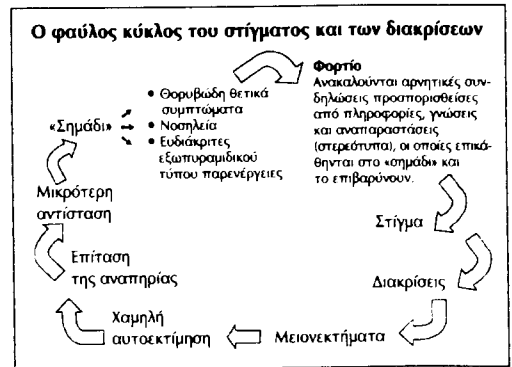 Ο φαύλος κύκλος του στίγματος και των διακρίσεων
«Σημάδι»
• Θορυβώδη θετικά
συμπτώματα
• Νοσηλεία
• Ευδιάκριτες
εξωπυραμιδικού
τύπου παρενέργειες
Φορτίο
Ανακαλούνται αρνητικές συν-
δηλώσεις προσπορισθείσες
από πληροφορίες, γνώσεις
και αναπαραστάσεις
(στερεότυπα), οι οποίες επικά-
θηνται στο «σημάδι» και
το επιβαρύνουν.
Στίγμα
Διακρίσεις
Μειονεκτήματα
Χαμηλή
αυτοεκτίμηση
Επίταση
της αναπηρίας
Μικρότερη
αντίσταση